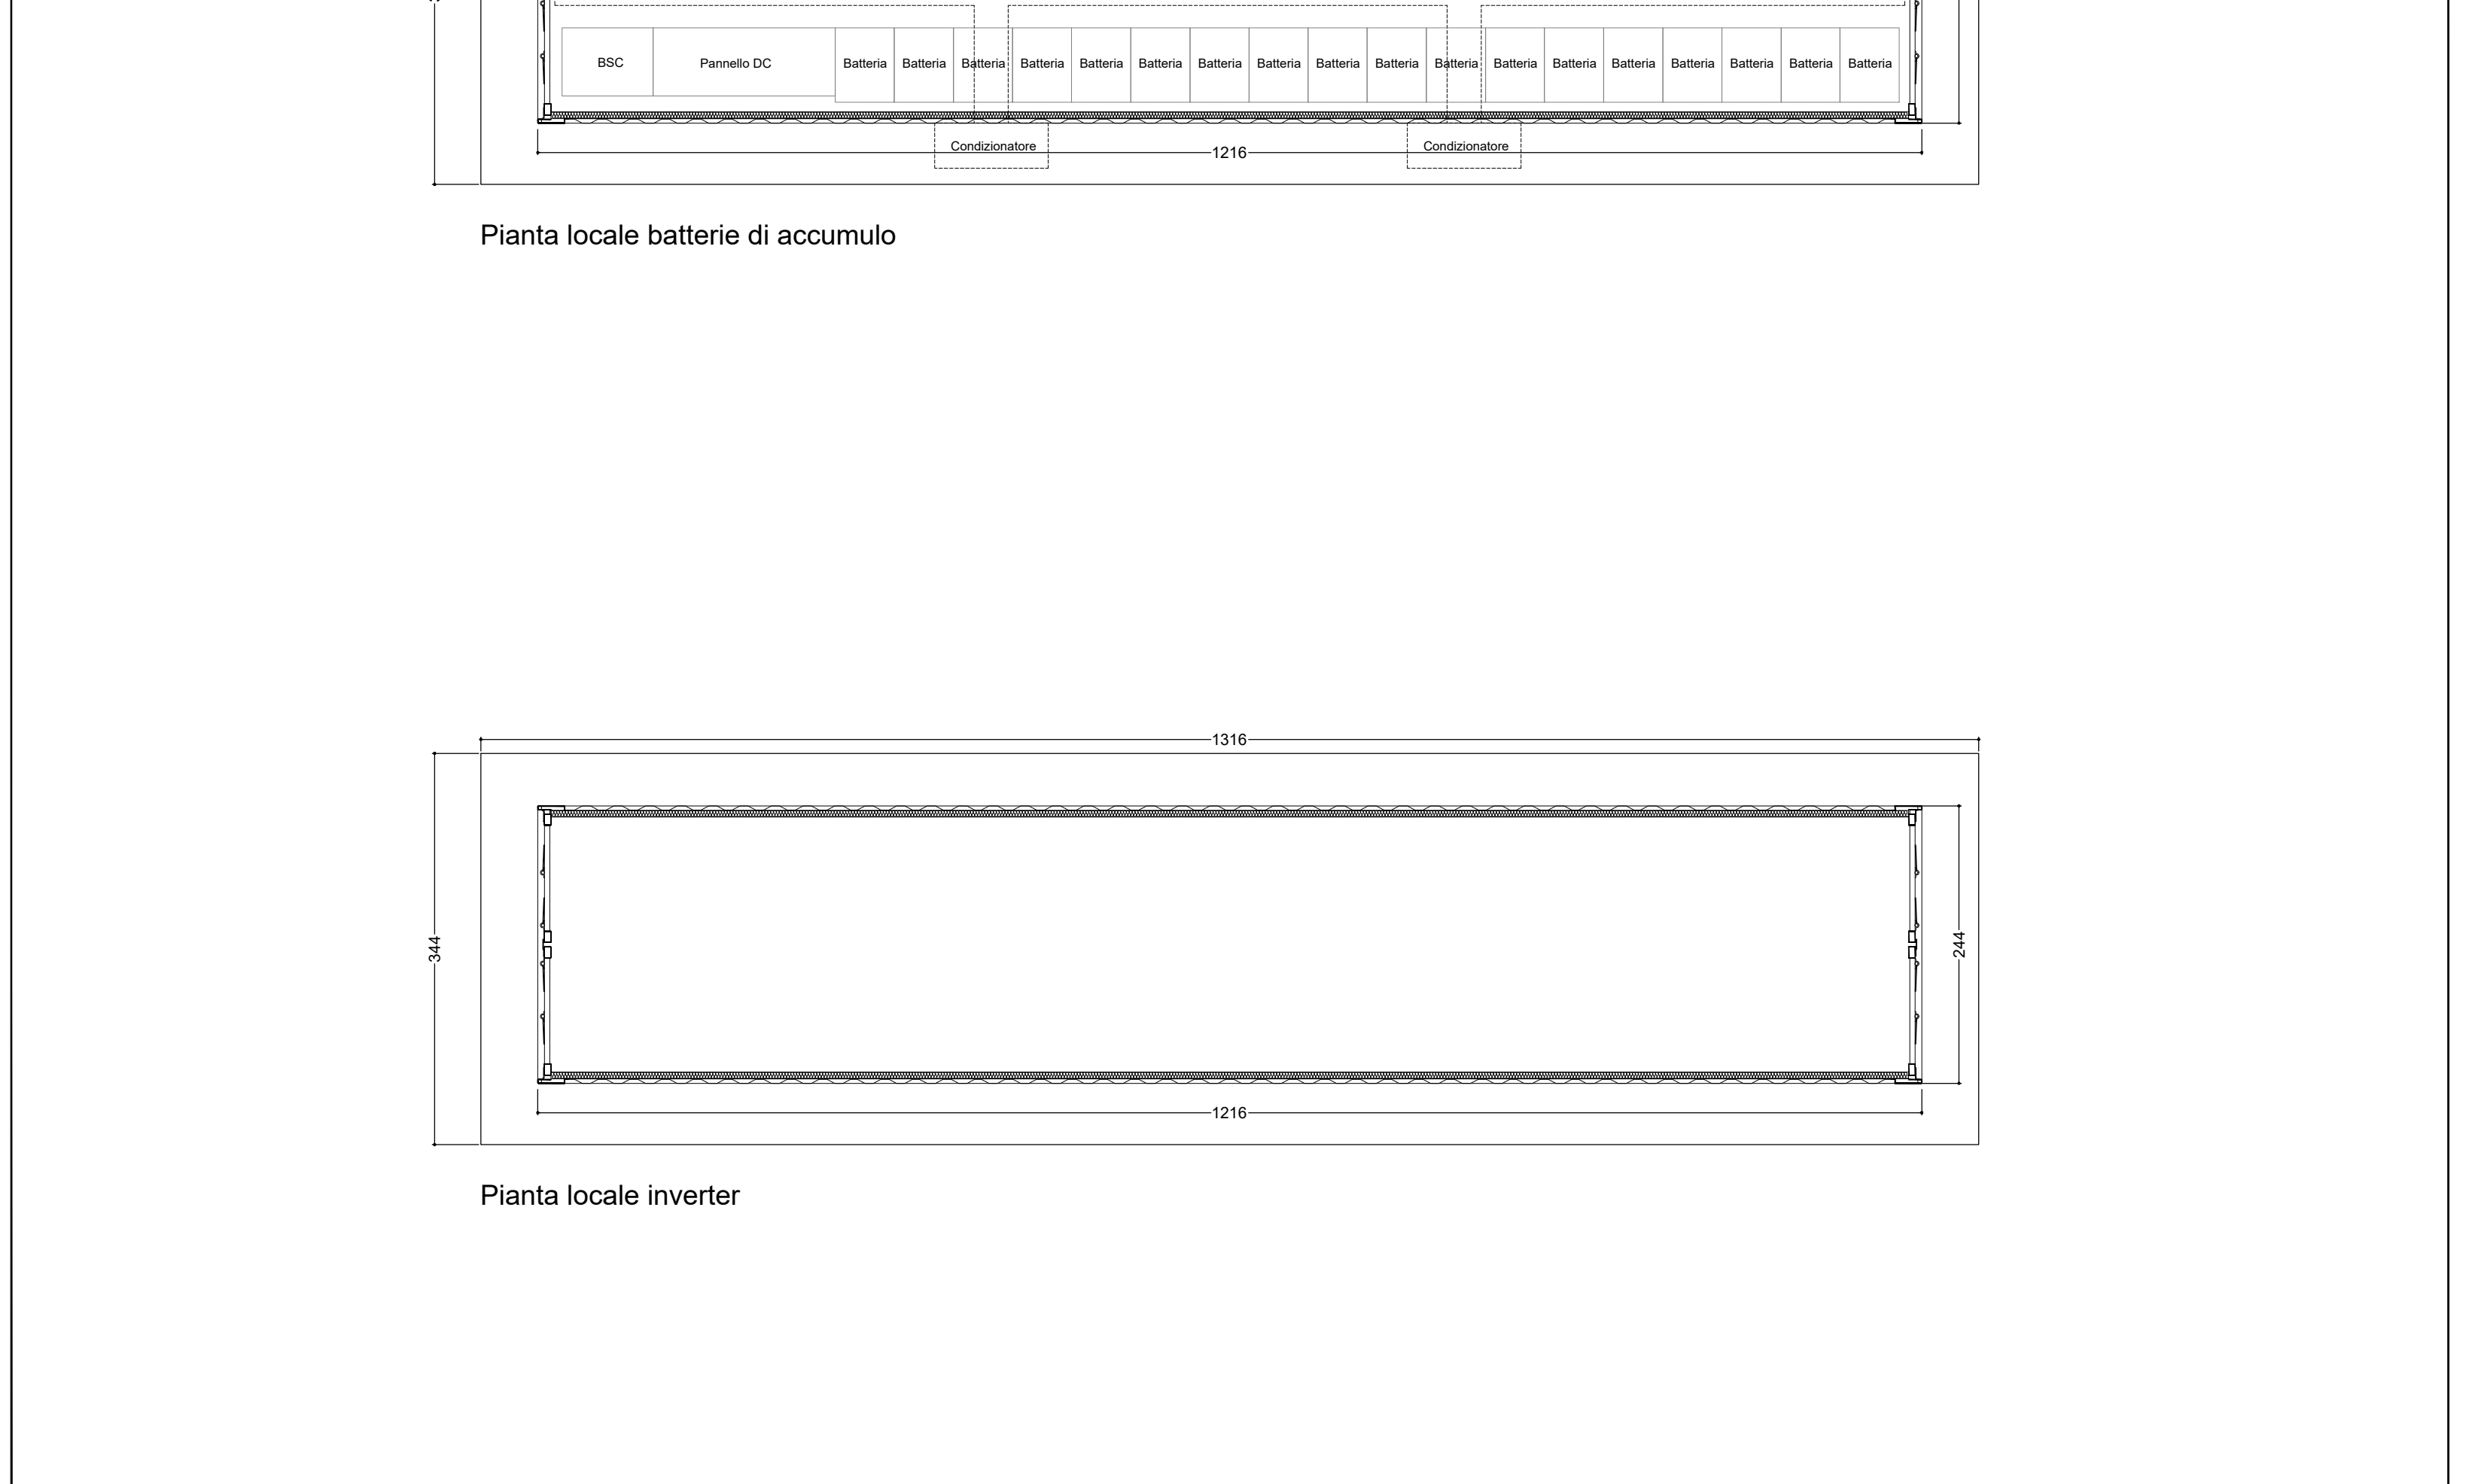 BSC Pannello DC Batteria Batteria Batteria Batteria Batteria Batteria Batteria Batteria Batteria Batteria Batteria Batteria Batteria Batteria Batteria Batteria Batteria Batteria
Condizionatore 1216 Condizionatore
Pianta locale batterie di accumulo
1316
344
244
1216
Pianta locale inverter